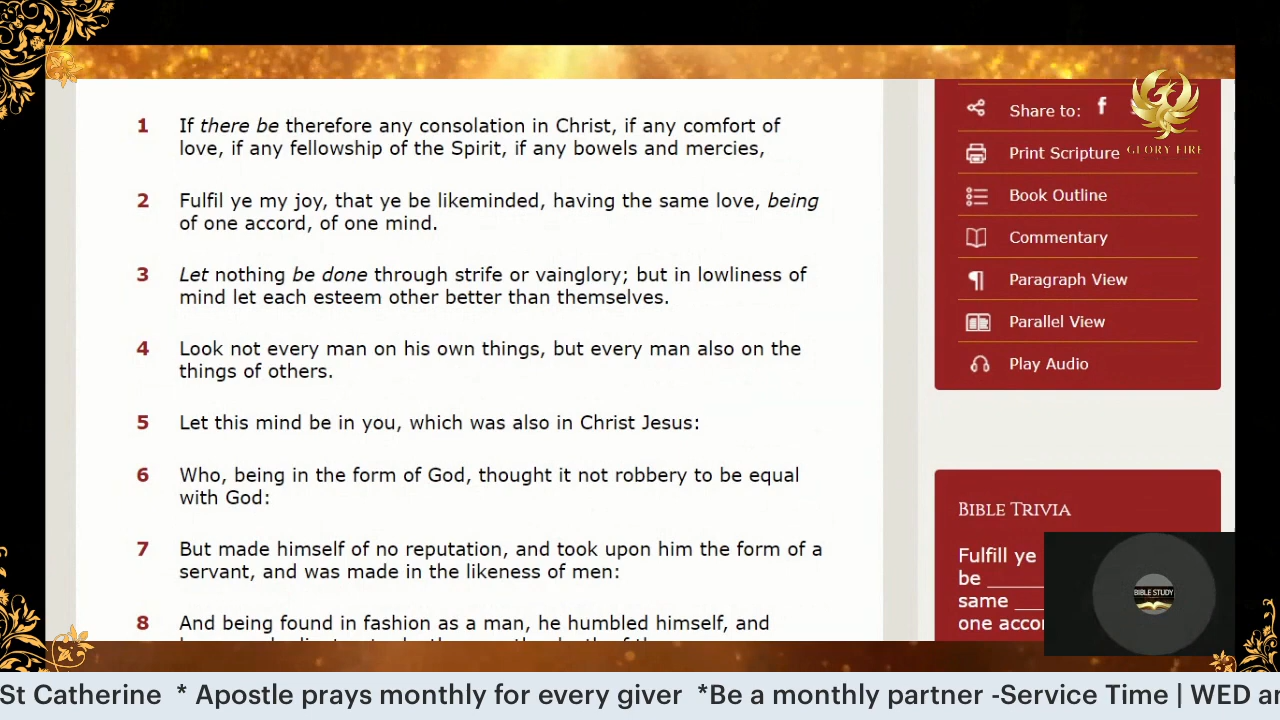 1 If there be therefore any consolation in Christ, if any comfort of
love, if any fellowship of the Spirit, if any bowels and mercies,
2 Fulfil ye my joy, that ye be likeminded, having the same love, being
of one accord, of one mind.
3 Let nothing be done through strife or vainglory; but in lowliness of
mind let each esteem other better than themselves.
4 Look not every man on his own things, but every man also on the
things of others.
5 Let this mind be in you, which was also in Christ Jesus:
6 Who, being in the form of God, thought it not robbery to be equal
with God:
7 But made himself of no reputation, and took upon him the form of a
servant, and was made in the likeness of men:
8 And being found in fashion as a man, he humbled himself, and
Share to:
Print Scripture
Book Outline
Commentary
Paragraph View
Parallel View
Play Audio
GLORY FIRE
BIBLE TRIVIA
Fulfill ye
be ____
same ___
one accor
BIBLE STUDY
St Catherine * Apostle prays monthly for every giver *Be a monthly partner -Service Time | WED an